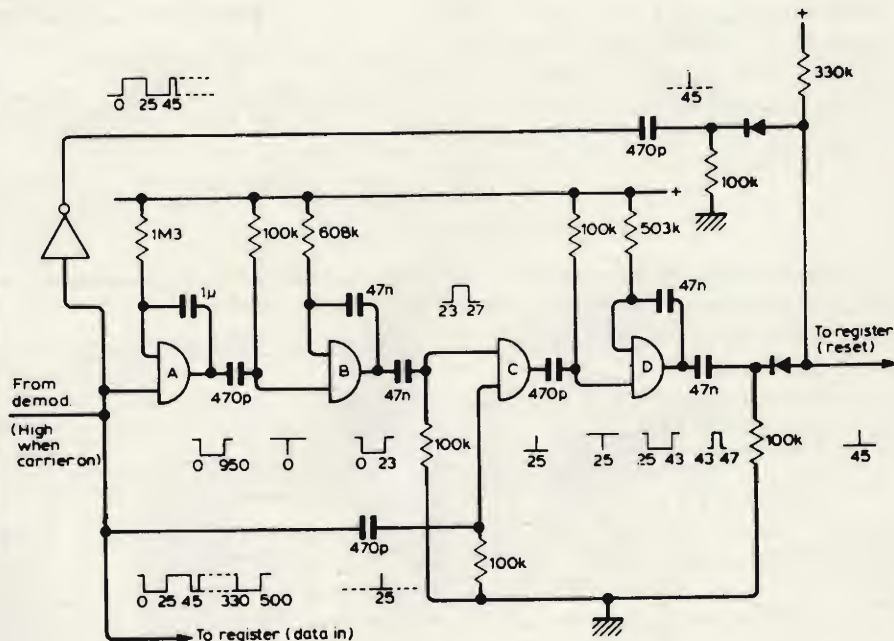 +
330k
0 25 45
45
470p
100k
+
1M3
100k
608k
100k
503k
1μ
47n
23 27
47n
A
B
C
D
To register
(reset)
From
demod.
(High
when
carrier on)
470p
47n
470p
47n
100k
100k
0 950
0
0 23
25
25
25 43
43 47
45
470p
100k
0 25 45 330 500
25
To register (data in)